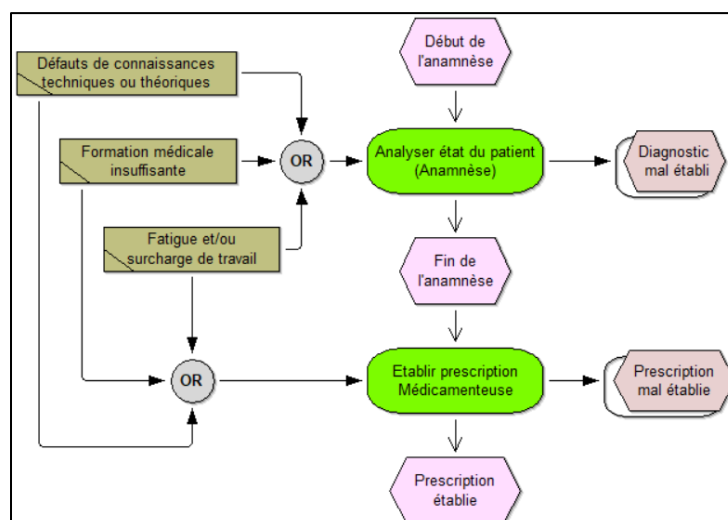 Défauts de connaissances
techniques ou théoriques
Début de
l'anamnèse
Formation médicale
insuffisante
OR
Analyser état du patient
(Anamnèse)
Diagnostic
mal établi
Fatigue et/ou
surcharge de travail
Fin de
l'anamnèse
OR
Etablir prescription
Médicamenteuse
Prescription
mal établie
Prescription
établie